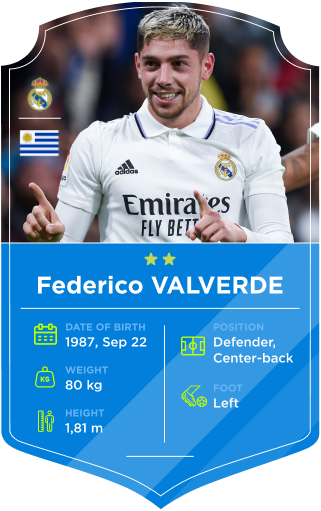 adidas
Emirates
FLY BETTER
Federico VALVERDE
DATE OF BIRTH
1987, Sep 22
WEIGHT
KG
80 kg
HEIGHT
1,81 m
POSITION
Defender,
Center-back
FOOT
Left